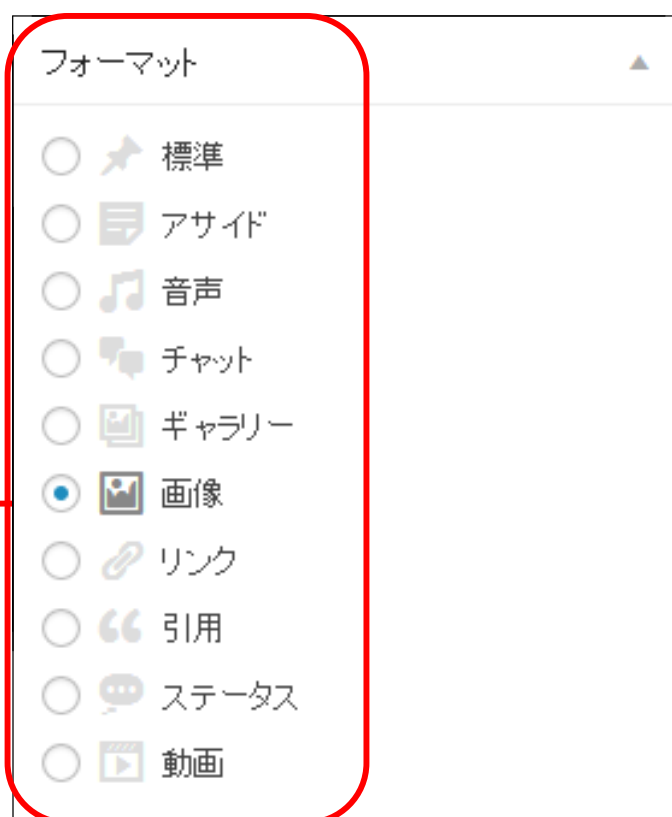 フォーマット
標準
アサイド
音声
チャット
ギャラリー
画像
リンク
引用
ステータス
動画